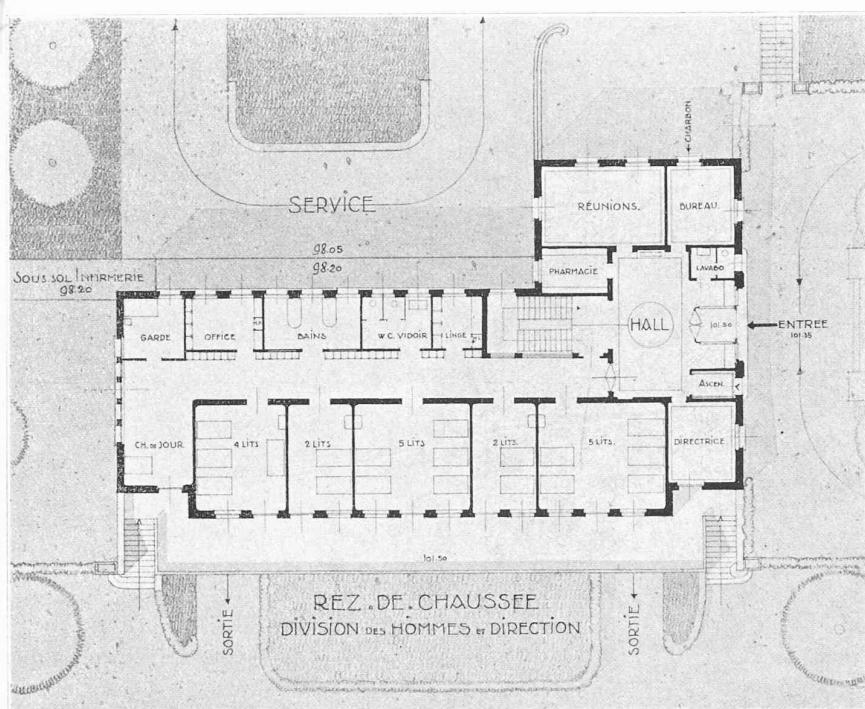 CHARBON
SERVICE
RÉUNIONS.
BUREAU.
98.05
98.20
SOUS.SOL INFIRMERIE
98.20
PHARMACIE
LAVABO
GARDE
OFFICE
BAINS
W.C. VIDOIR
LINGE
HALL
101.50
ENTREE
101.35
ASCEN.
CH. DE JOUR.
4 LITS
2 LITS
5 LITS
2 LITS.
5 LITS.
DIRECTRICE
101.50
SORTIE
REZ.DE.CHAUSSEE
DIVISION DES HOMMES ET DIRECTION
SORTIE